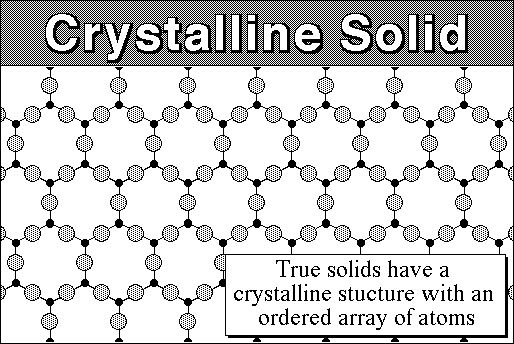 Crystalline Solid
True solids have a
crystalline stucture with an
ordered array of atoms